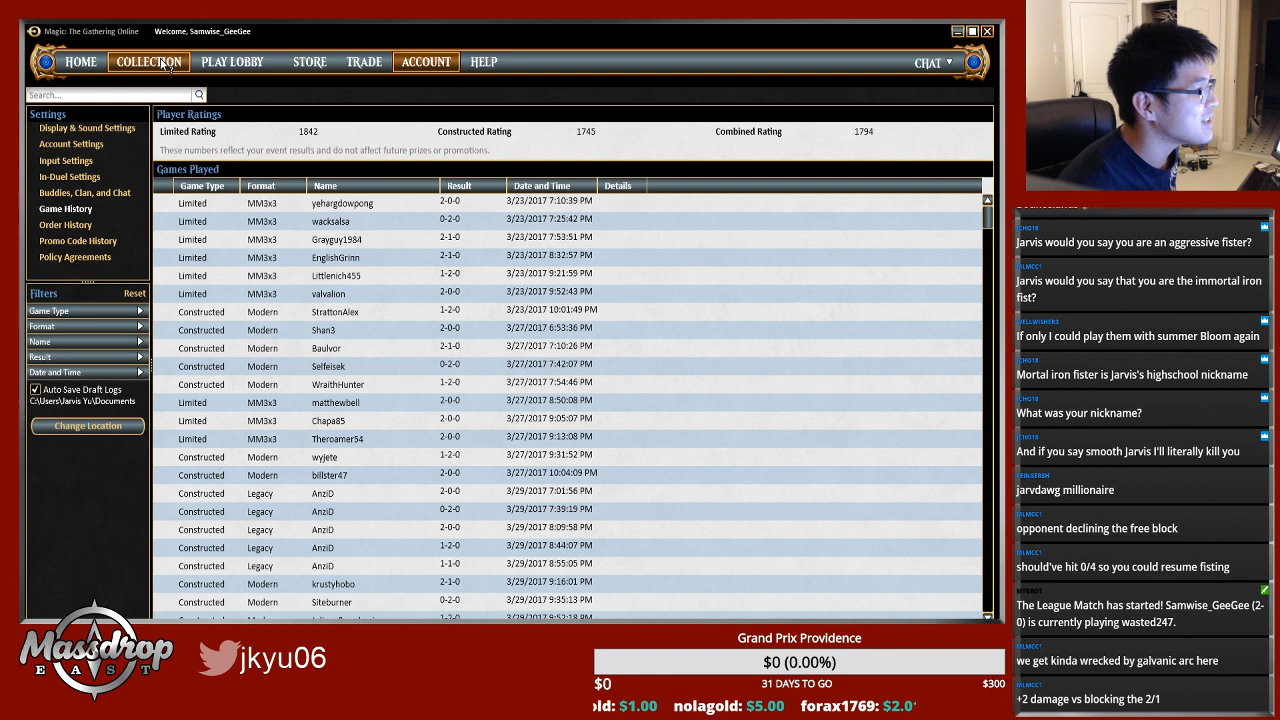 Magic: The Gathering Online Welcome, Samwise_GeeGee
HOME COLLECTION PLAY LOBBY STORE TRADE ACCOUNT HELP CHAT
Search...
Settings
Display & Sound Settings
Account Settings
Input Settings
In-Duel Settings
Buddies, Clan, and Chat
Game History
Order History
Promo Code History
Policy Agreements
Filters Reset
Game Type
Format
Name
Result
Date and Time
Auto Save Draft Logs
C:\Users\Jarvis Yu\Documents
Change Location
Player Ratings
Limited Rating 1842 Constructed Rating 1745 Combined Rating 1794
These numbers reflect your event results and do not affect future prizes or promotions.
Games Played
Game Type Format Name Result Date and Time Details
Limited MM3x3 yehargdowpong 2-0-0 3/23/2017 7:10:39 PM
Limited MM3x3 wacksalsa 0-2-0 3/23/2017 7:25:42 PM
Limited MM3x3 Grayguy1984 2-1-0 3/23/2017 7:53:51 PM
Limited MM3x3 EnglishGrinn 2-1-0 3/23/2017 8:32:57 PM
Limited MM3x3 Littlenich455 1-2-0 3/23/2017 9:21:59 PM
Limited MM3x3 valvalion 2-0-0 3/23/2017 9:52:43 PM
Constructed Modern StrattonAlex 1-2-0 3/23/2017 10:01:49 PM
Constructed Modern Shan3 2-0-0 3/27/2017 6:53:36 PM
Constructed Modern Baulvor 2-1-0 3/27/2017 7:10:26 PM
Constructed Modern Selfeisek 0-2-0 3/27/2017 7:42:07 PM
Constructed Modern WraithHunter 1-2-0 3/27/2017 7:54:46 PM
Limited MM3x3 matthewbell 2-0-0 3/27/2017 8:50:08 PM
Limited MM3x3 Chapa85 2-0-0 3/27/2017 9:05:07 PM
Limited MM3x3 Theroamer54 2-0-0 3/27/2017 9:13:08 PM
Constructed Modern wyjete 1-2-0 3/27/2017 9:31:52 PM
Constructed Modern billster47 2-0-0 3/27/2017 10:04:09 PM
Constructed Legacy AnziD 2-0-0 3/29/2017 7:01:56 PM
Constructed Legacy AnziD 0-2-0 3/29/2017 7:39:19 PM
Constructed Legacy AnziD 2-0-0 3/29/2017 8:09:58 PM
Constructed Legacy AnziD 1-2-0 3/29/2017 8:44:07 PM
Constructed Legacy AnziD 1-1-0 3/29/2017 8:55:05 PM
Constructed Modern krustyhobo 2-1-0 3/29/2017 9:16:01 PM
Constructed Modern Siteburner 0-2-0 3/29/2017 9:35:13 PM
JCHO18
Jarvis would you say you are an aggressive fister?
MLMCC1
Jarvis would you say that you are the immortal iron
fist?
WELLWISHER3
If only I could play them with summer Bloom again
JCHO18
Mortal iron fister is Jarvis's highschool nickname
JCHO18
What was your nickname?
JCHO18
And if you say smooth Jarvis I'll literally kill you
FEINGERSH
jarvdawg millionaire
MLMCC1
opponent declining the free block
MLMCC1
should've hit 0/4 so you could resume fisting
MTGBOT
The League Match has started! Samwise_GeeGee (2-
0) is currently playing wasted247.
MLMCC1
we get kinda wrecked by galvanic arc here
MLMCC1
+2 damage vs blocking the 2/1
Massdrop
EAST
jkyu06
Grand Prix Providence
$0 (0.00%)
$0 31 DAYS TO GO $300
nolagold: $5.00 forax1769: